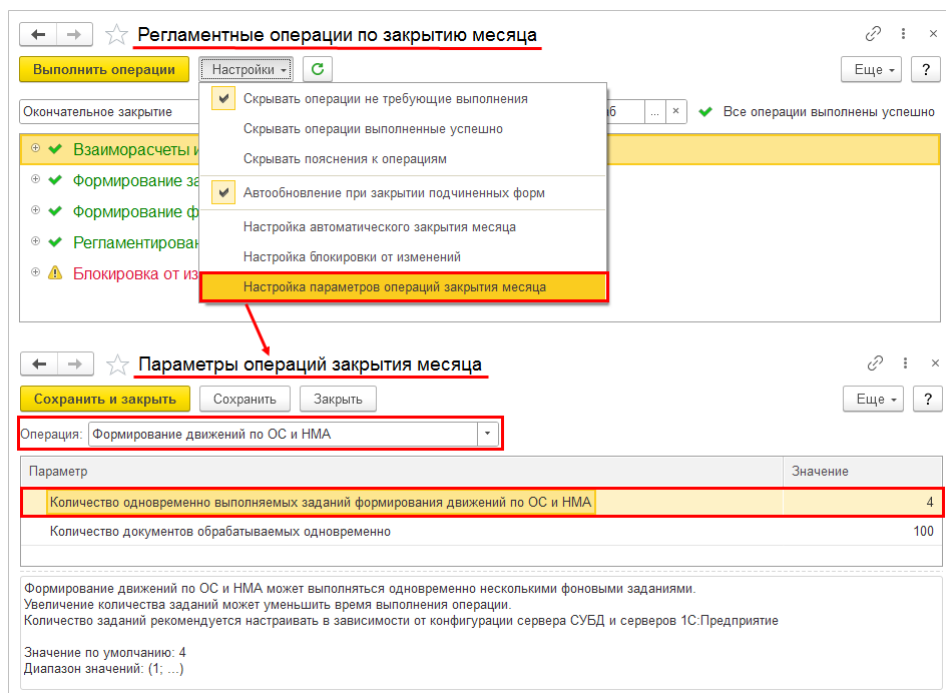 Регламентные операции по закрытию месяца
Выполнить операции Настройки Еще ?
Окончательное закрытие ... × Все операции выполнены успешно
Скрывать операции не требующие выполнения
Скрывать операции выполненные успешно
Скрывать пояснения к операциям
Автообновление при закрытии подчиненных форм
Настройка автоматического закрытия месяца
Настройка блокировки от изменений
Настройка параметров операций закрытия месяца
Взаиморасчеты и
Формирование за
Формирование ф
Регламентирован
Блокировка от из
Параметры операций закрытия месяца
Сохранить и закрыть Сохранить Закрыть Еще ?
Операция: Формирование движений по ОС и НМА
Параметр Значение
Количество одновременно выполняемых заданий формирования движений по ОС и НМА 4
Количество документов обрабатываемых одновременно 100
Формирование движений по ОС и НМА может выполняться одновременно несколькими фоновыми заданиями.
Увеличение количества заданий может уменьшить время выполнения операции.
Количество заданий рекомендуется настраивать в зависимости от конфигурации сервера СУБД и серверов 1С:Предприятие
Значение по умолчанию: 4
Диапазон значений: (1; ...)